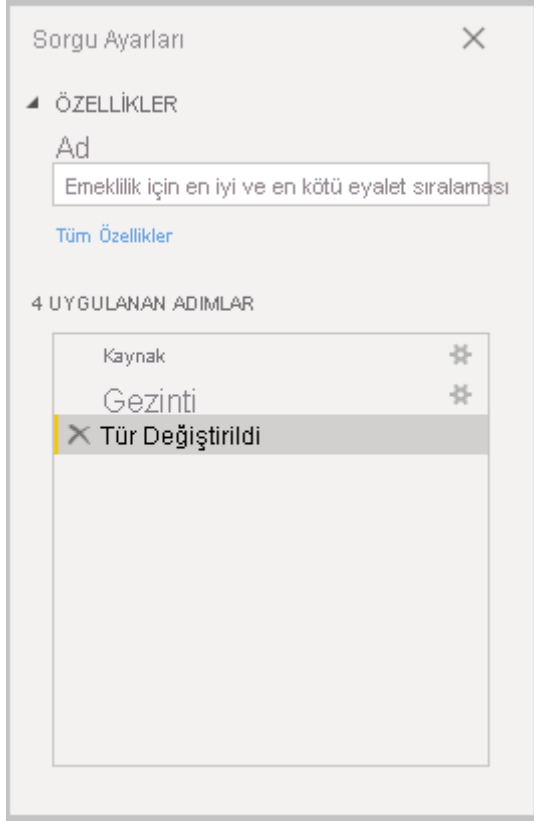 Sorgu Ayarları
ÖZELLİKLER
Ad
Emeklilik için en iyi ve en kötü eyalet sıralaması
Tüm Özellikler
4 UYGULANAN ADIMLAR
Kaynak
Gezinti
Tür Değiştirildi